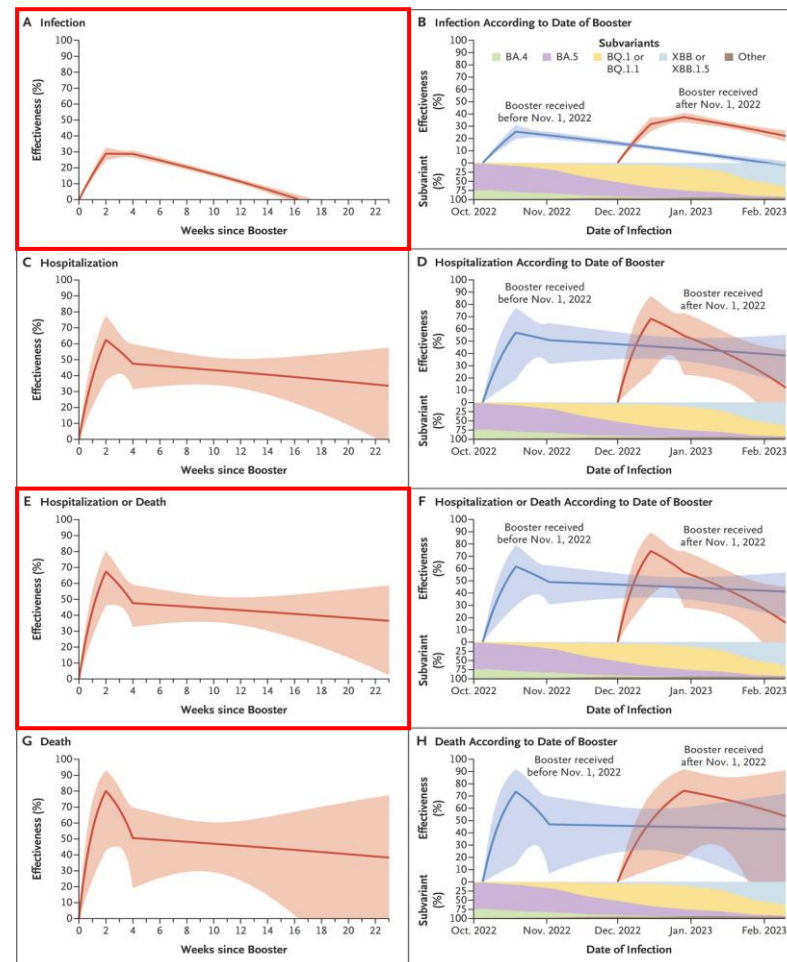 A Infection
100
90
80
70
60
50
40
30
20
10
0
Effectiveness (%)
0 2 4 6 8 10 12 14 16 18 20 22
Weeks since Booster
B Infection According to Date of Booster
Subvariants
BA.4 BA.5 BQ.1 or BQ.1.1 XBB or XBB.1.5 Other
100
90
80
70
60
50
40
30
20
10
0
Effectiveness (%)
Booster received
before Nov. 1, 2022
Booster received
after Nov. 1, 2022
25
50
75
100
Subvariant (%)
Oct. 2022 Nov. 2022 Dec. 2022 Jan. 2023 Feb. 2023
Date of Infection
C Hospitalization
100
90
80
70
60
50
40
30
20
10
0
Effectiveness (%)
0 2 4 6 8 10 12 14 16 18 20 22
Weeks since Booster
D Hospitalization According to Date of Booster
100
90
80
70
60
50
40
30
20
10
0
Effectiveness (%)
Booster received
before Nov. 1, 2022
Booster received
after Nov. 1, 2022
25
50
75
100
Subvariant (%)
Oct. 2022 Nov. 2022 Dec. 2022 Jan. 2023 Feb. 2023
Date of Infection
E Hospitalization or Death
100
90
80
70
60
50
40
30
20
10
0
Effectiveness (%)
0 2 4 6 8 10 12 14 16 18 20 22
Weeks since Booster
F Hospitalization or Death According to Date of Booster
100
90
80
70
60
50
40
30
20
10
0
Effectiveness (%)
Booster received
before Nov. 1, 2022
Booster received
after Nov. 1, 2022
25
50
75
100
Subvariant (%)
Oct. 2022 Nov. 2022 Dec. 2022 Jan. 2023 Feb. 2023
Date of Infection
G Death
100
90
80
70
60
50
40
30
20
10
0
Effectiveness (%)
0 2 4 6 8 10 12 14 16 18 20 22
Weeks since Booster
H Death According to Date of Booster
100
90
80
70
60
50
40
30
20
10
0
Effectiveness (%)
Booster received
before Nov. 1, 2022
Booster received
after Nov. 1, 2022
25
50
75
100
Subvariant (%)
Oct. 2022 Nov. 2022 Dec. 2022 Jan. 2023 Feb. 2023
Date of Infection